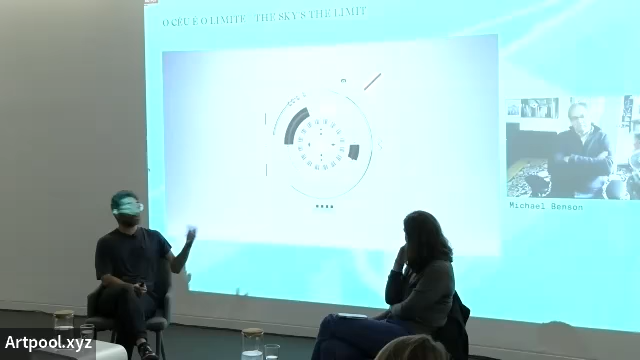 O CÉU É O LIMITE THE SKY'S THE LIMIT
Michael Benson
Artpool.xyz